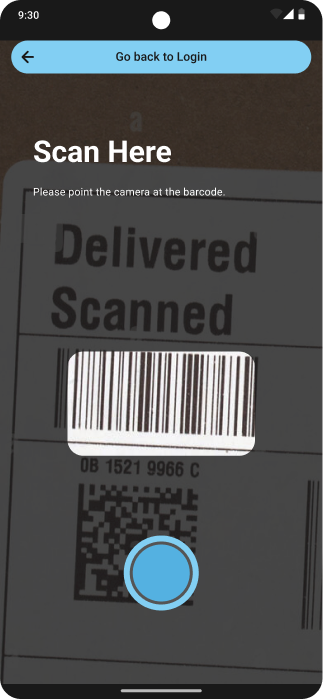 9:30
Go back to Login
a
Scan Here
Please point the camera at the barcode.
Delivered
Scanned
0B 1521 9966 C